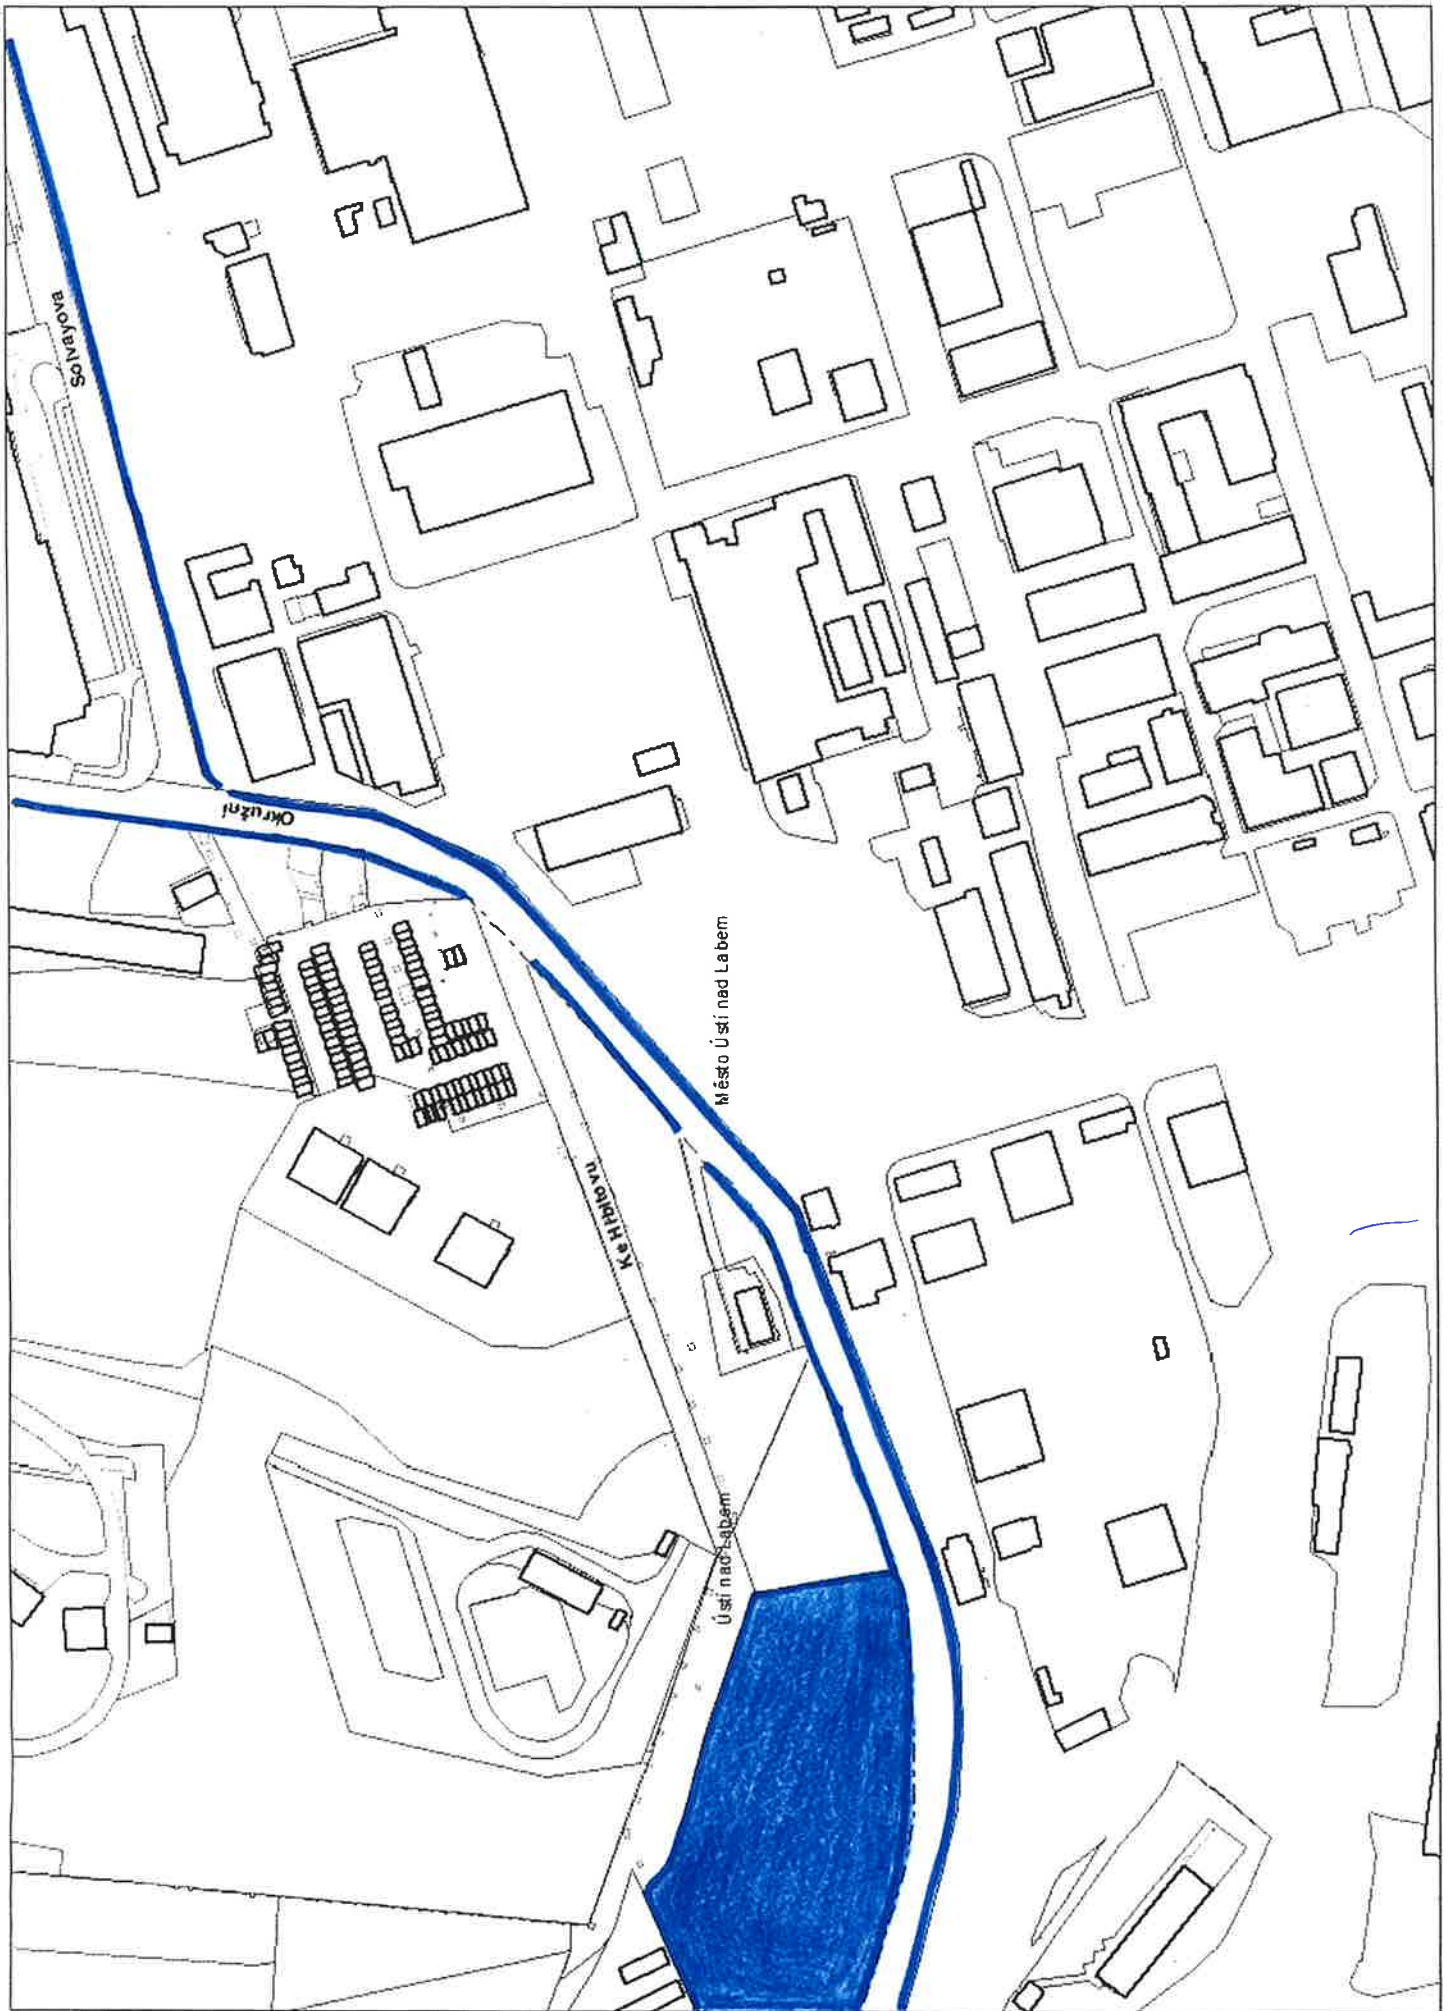 Solvayova
Okružní
Město Ústí nad Labem
Ke Hřbitovu
Ústí nad Labem